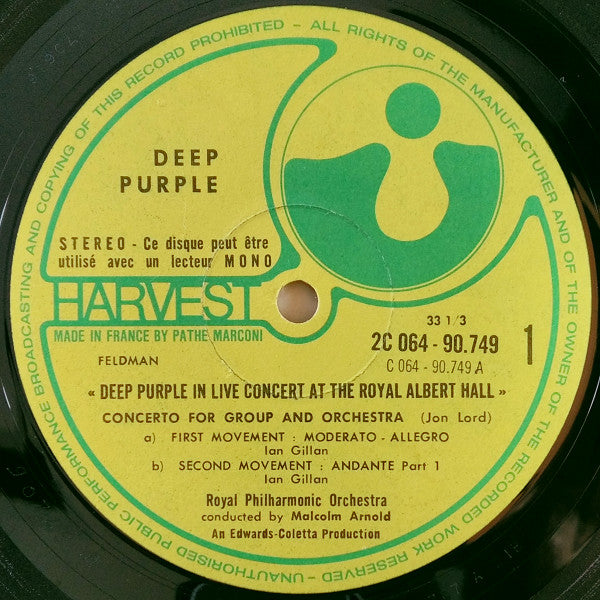 ALL RIGHTS OF THE MANUFACTURER AND OF THE OWNER OF THE RECORDED WORK RESERVED - UNAUTHORISED PUBLIC PERFORMANCE BROADCASTING AND COPYING OF THIS RECORD PROHIBITED -
DEEP
PURPLE
STEREO - Ce disque peut être
utilisé avec un lecteur MONO
HARVEST
MADE IN FRANCE BY PATHE MARCONI
33 1/3
2C 064 - 90.749
1
C 064 - 90.749 A
FELDMAN
« DEEP PURPLE IN LIVE CONCERT AT THE ROYAL ALBERT HALL »
CONCERTO FOR GROUP AND ORCHESTRA (Jon Lord)
a) FIRST MOVEMENT : MODERATO - ALLEGRO
Ian Gillan
b) SECOND MOVEMENT : ANDANTE Part 1
Ian Gillan
Royal Philharmonic Orchestra
conducted by Malcolm Arnold
An Edwards-Coletta Production